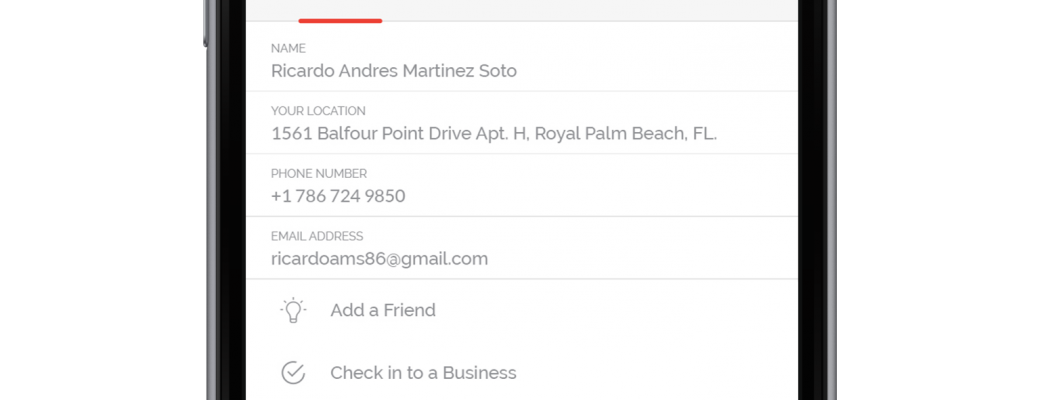 NAME
Ricardo Andres Martinez Soto
YOUR LOCATION
1561 Balfour Point Drive Apt. H, Royal Palm Beach, FL.
PHONE NUMBER
+1 786 724 9850
EMAIL ADDRESS
ricardoams86@gmail.com
Add a Friend
Check in to a Business